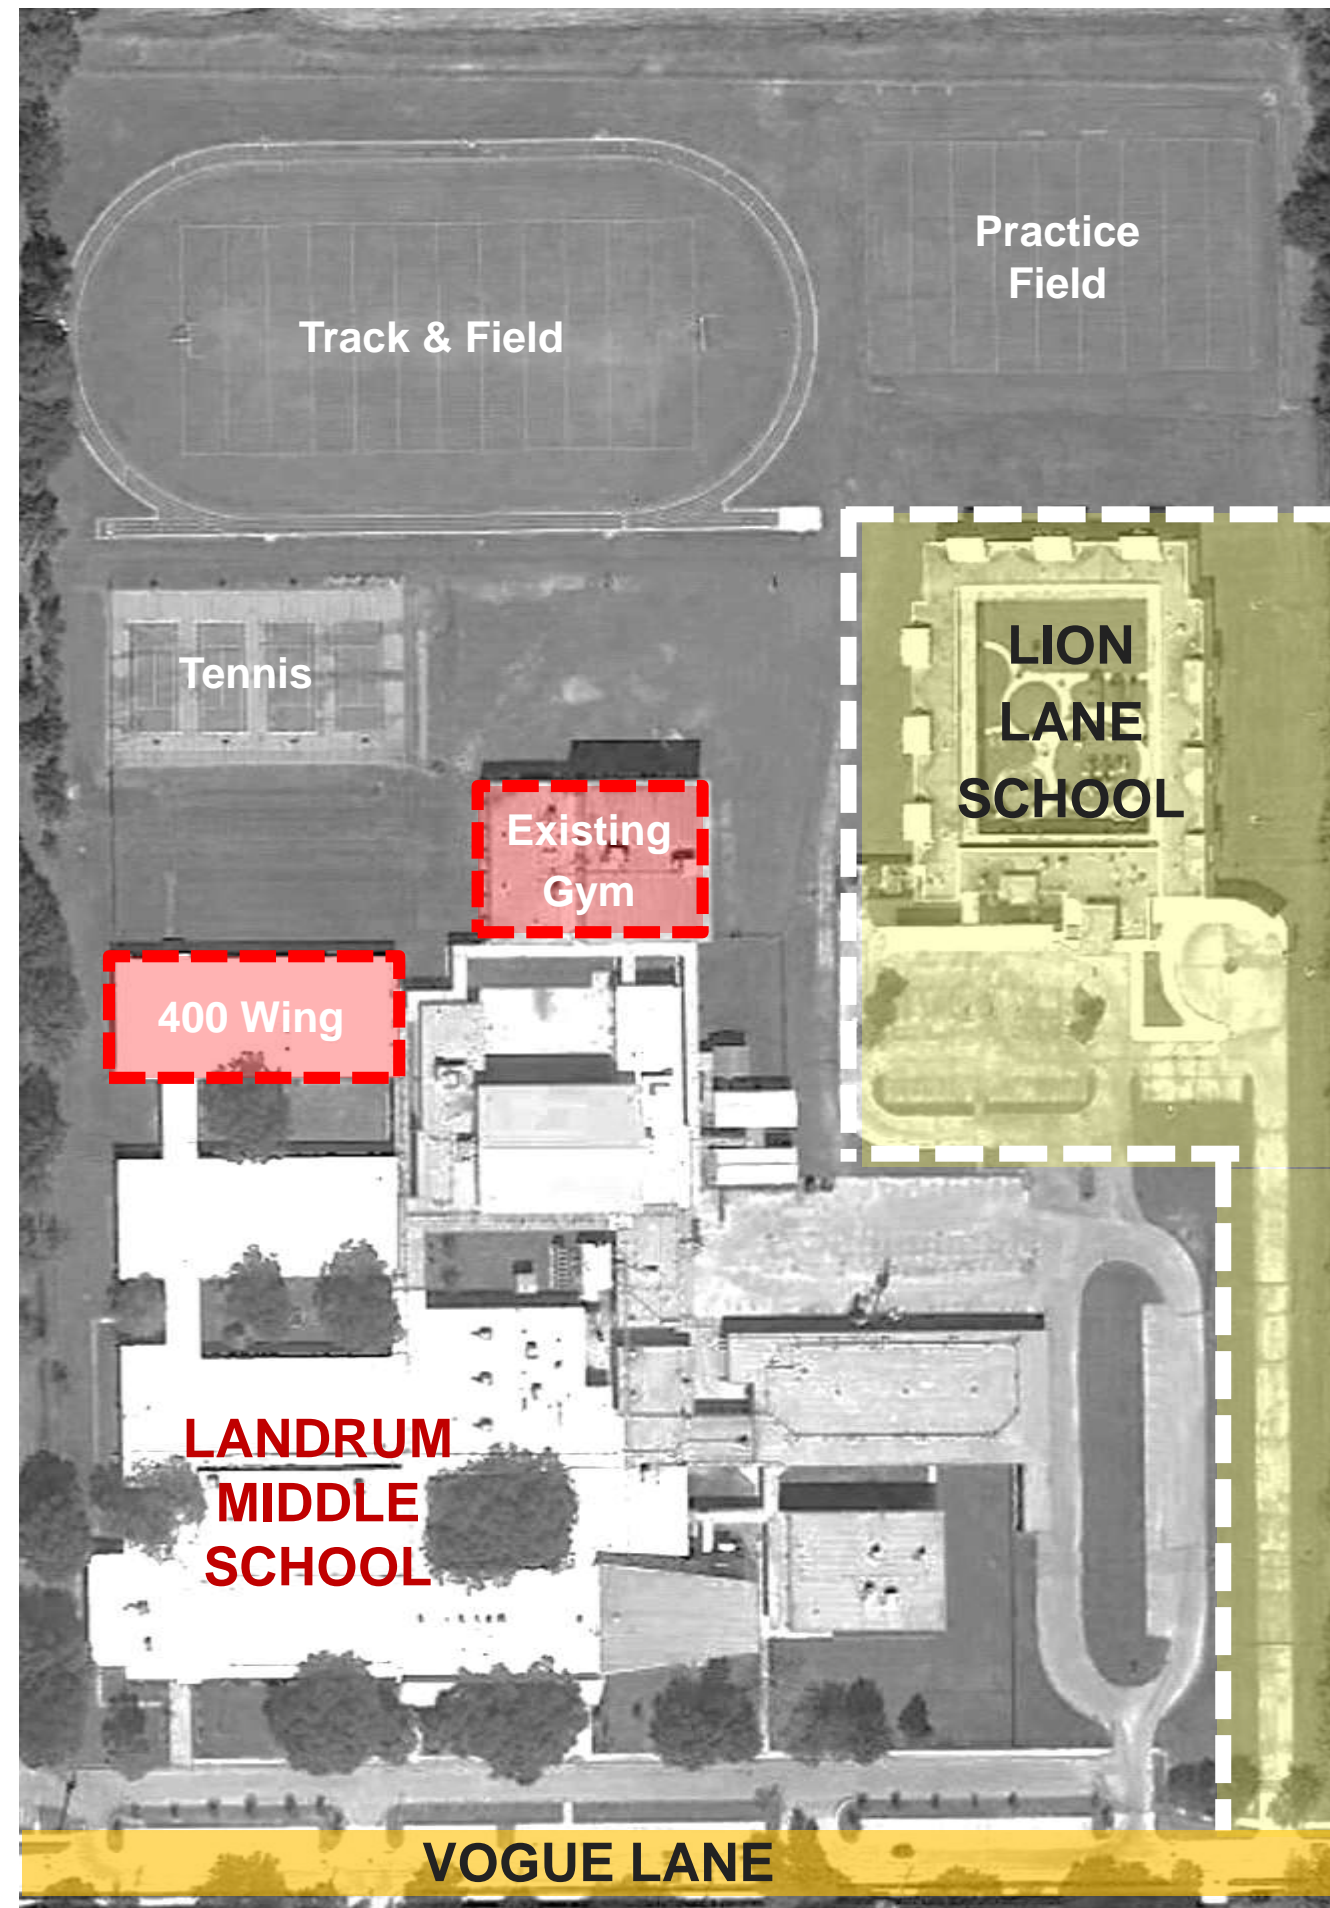 Practice
Field
Track & Field
LION
LANE
SCHOOL
Tennis
Existing
Gym
400 Wing
LANDRUM
MIDDLE
SCHOOL
VOGUE LANE